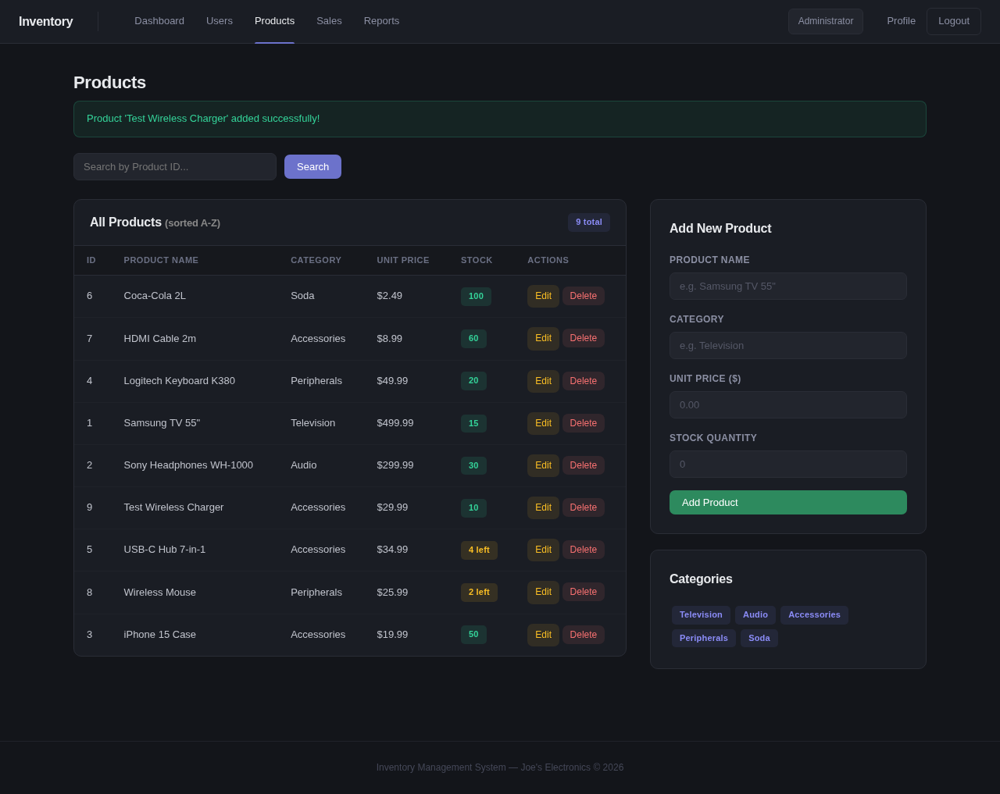 Inventory Dashboard Users Products Sales Reports Administrator Profile Logout
Products
Product 'Test Wireless Charger' added successfully!
Search by Product ID... Search
All Products (sorted A-Z) 9 total
ID PRODUCT NAME CATEGORY UNIT PRICE STOCK ACTIONS
6 Coca-Cola 2L Soda $2.49 100 Edit Delete
7 HDMI Cable 2m Accessories $8.99 60 Edit Delete
4 Logitech Keyboard K380 Peripherals $49.99 20 Edit Delete
1 Samsung TV 55" Television $499.99 15 Edit Delete
2 Sony Headphones WH-1000 Audio $299.99 30 Edit Delete
9 Test Wireless Charger Accessories $29.99 10 Edit Delete
5 USB-C Hub 7-in-1 Accessories $34.99 4 left Edit Delete
8 Wireless Mouse Peripherals $25.99 2 left Edit Delete
3 iPhone 15 Case Accessories $19.99 50 Edit Delete
Add New Product
PRODUCT NAME
e.g. Samsung TV 55"
CATEGORY
e.g. Television
UNIT PRICE ($)
0.00
STOCK QUANTITY
0
Add Product
Categories
Television Audio Accessories
Peripherals Soda
Inventory Management System — Joe's Electronics © 2026